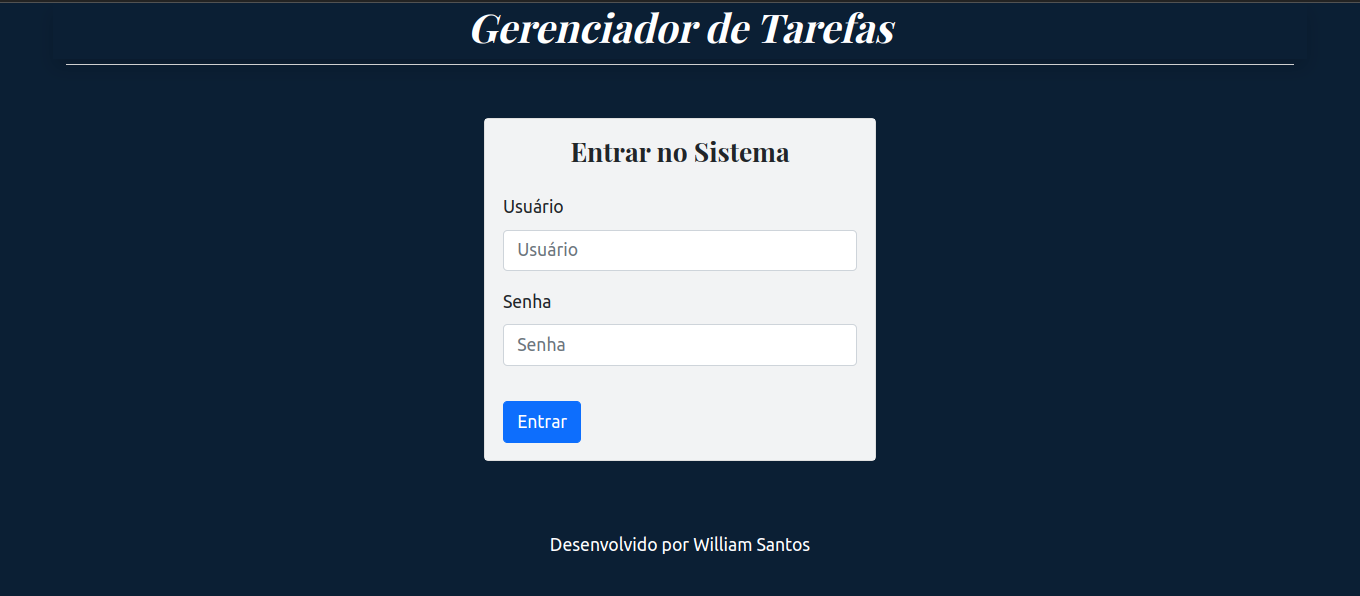 Gerenciador de Tarefas
Entrar no Sistema
Usuário
Usuário
Senha
Senha
Entrar
Desenvolvido por William Santos